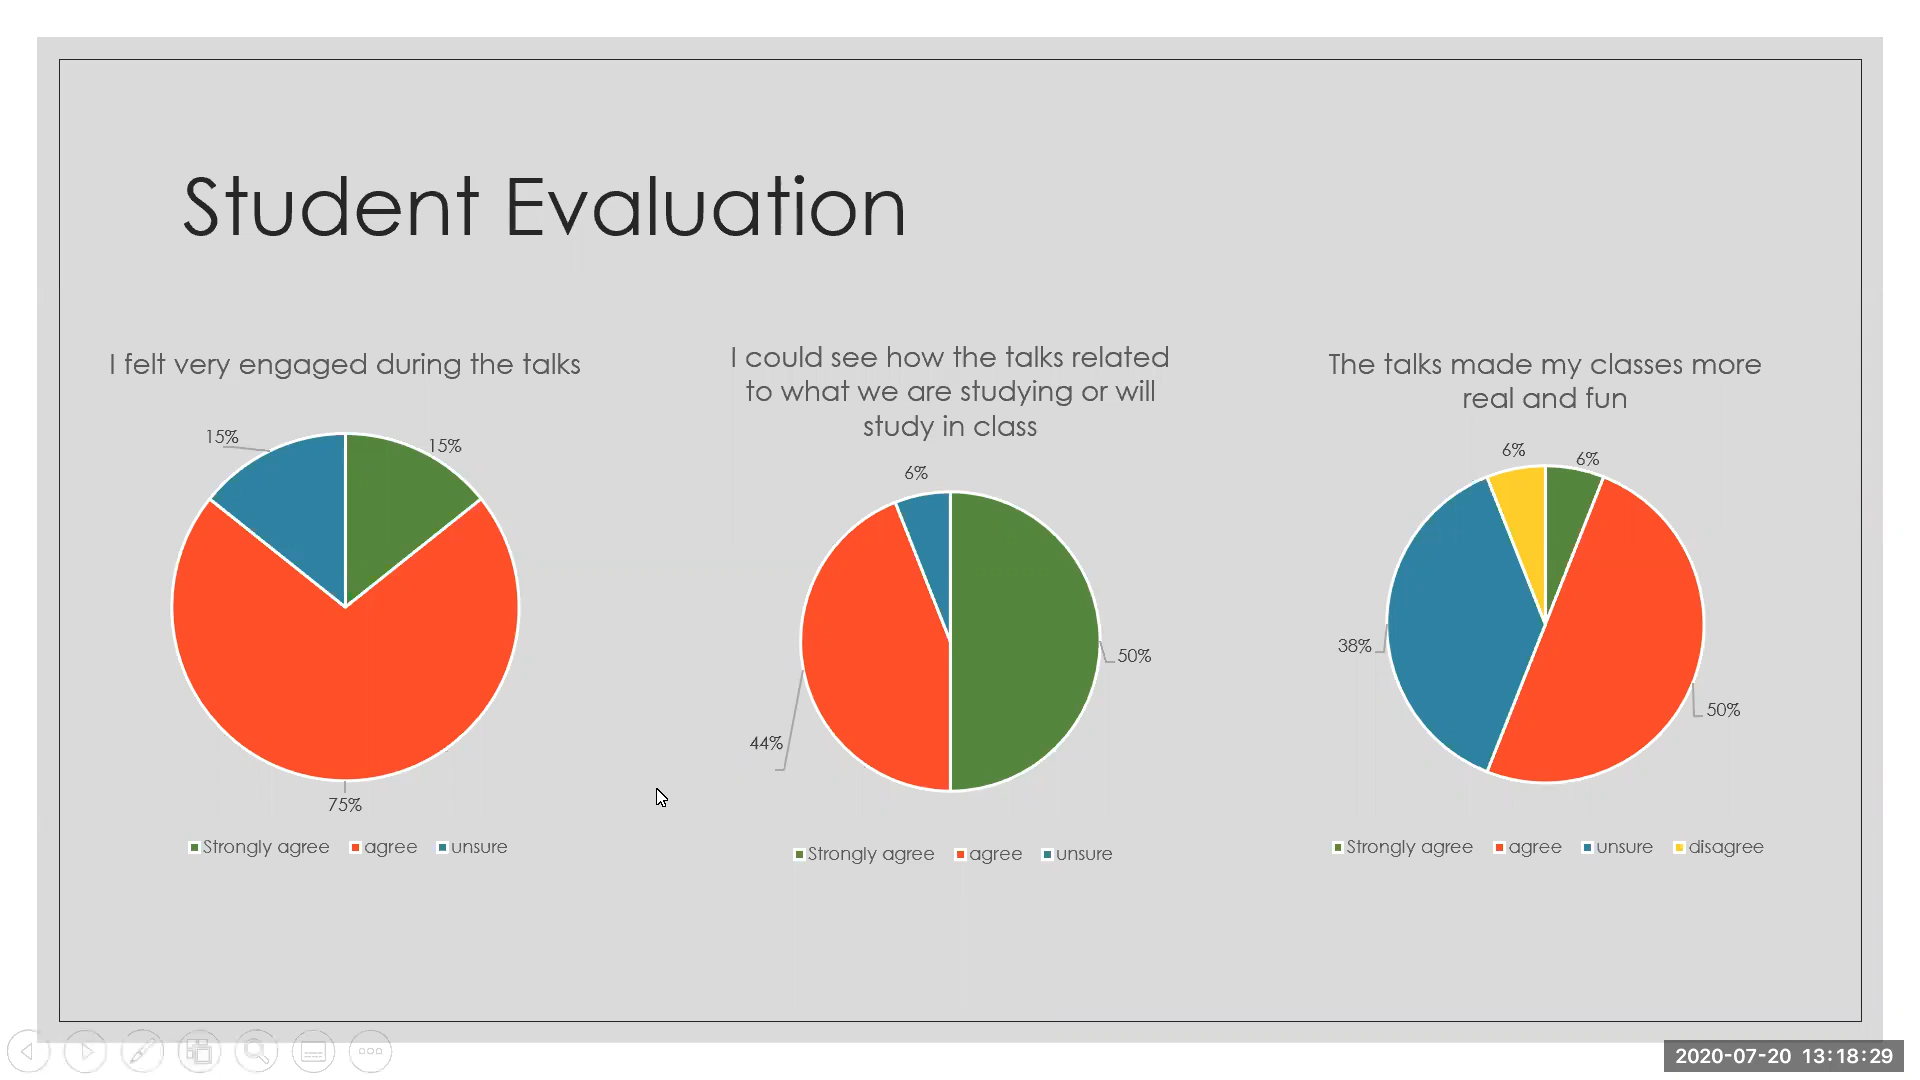 Student Evaluation
I felt very engaged during the talks
15%
15%
75%
Strongly agree agree unsure
I could see how the talks related
to what we are studying or will
study in class
6%
50%
44%
Strongly agree agree unsure
The talks made my classes more
real and fun
6%
6%
38%
50%
Strongly agree agree unsure disagree
2020-07-20 13:18:29